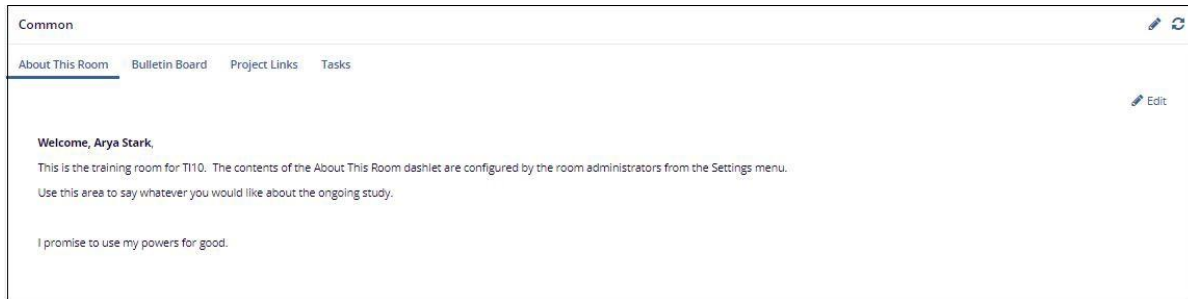 Common
About This Room Bulletin Board Project Links Tasks
Edit
Welcome, Arya Stark,
This is the training room for TI10. The contents of the About This Room dashlet are configured by the room administrators from the Settings menu.
Use this area to say whatever you would like about the ongoing study.
I promise to use my powers for good.